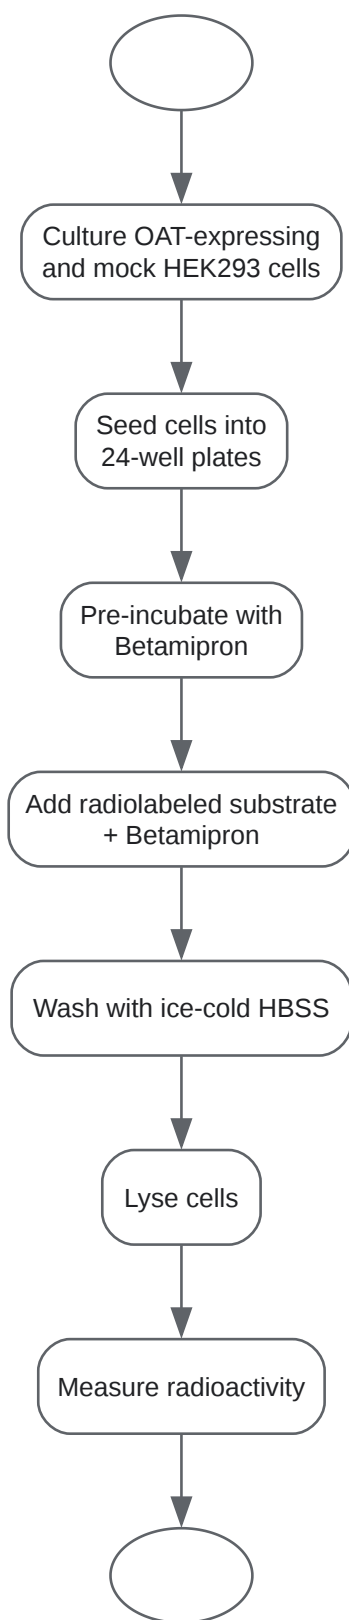 Culture OAT-expressing
and mock HEK293 cells
Seed cells into
24-well plates
Pre-incubate with
Betamipron
Add radiolabeled substrate
+ Betamipron
Wash with ice-cold HBSS
Lyse cells
Measure radioactivity